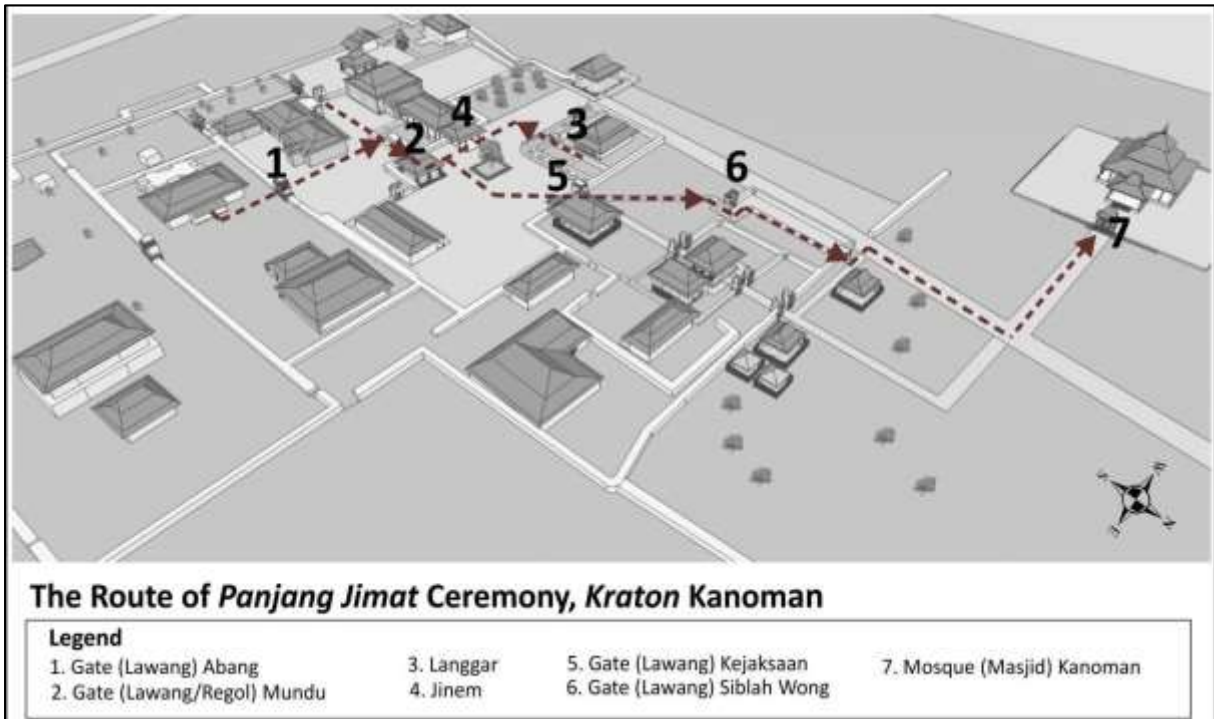 1
2
4
3
5
6
7
The Route of Panjang Jimat Ceremony, Kraton Kanoman
Legend
1. Gate (Lawang) Abang
2. Gate (Lawang/Regol) Mundu
3. Langgar
4. Jinem
5. Gate (Lawang) Kejaksaan
6. Gate (Lawang) Siblah Wong
7. Mosque (Masjid) Kanoman